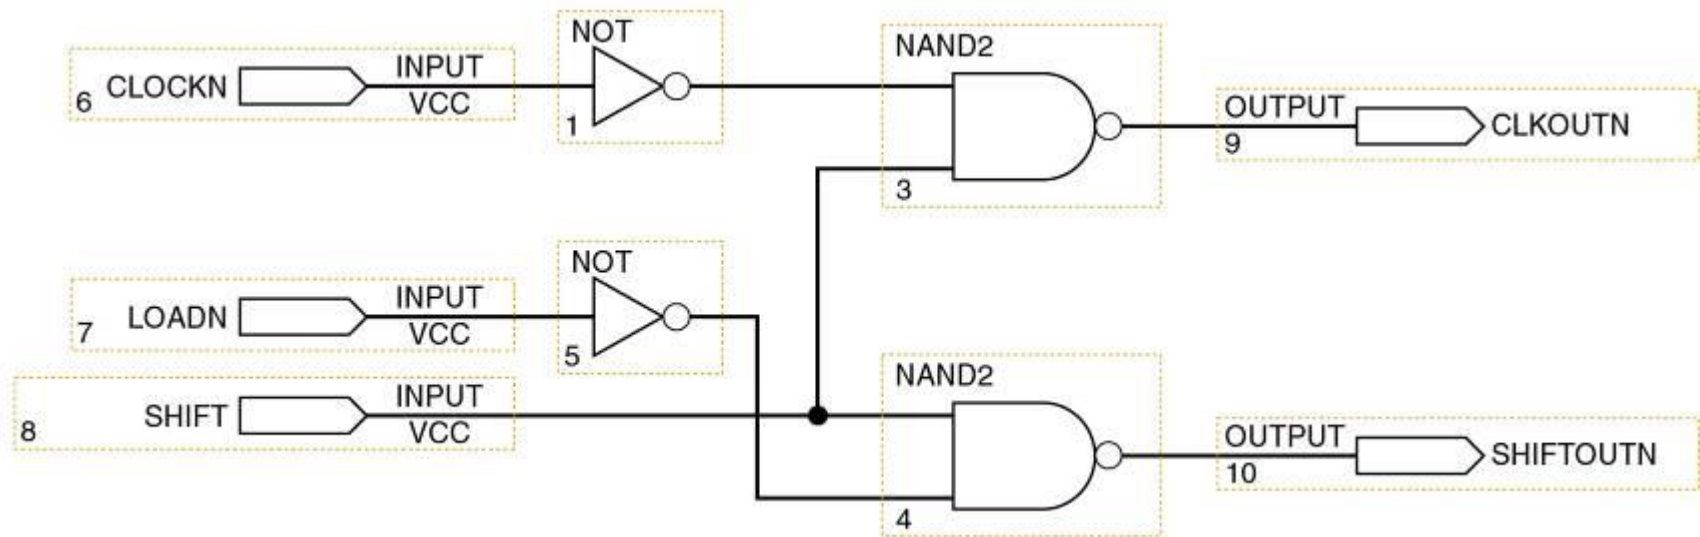 NOT
NAND2
INPUT
6 CLOCKN
VCC
1
OUTPUT
CLKOUTN
9
3
NOT
INPUT
7 LOADN
VCC
5
NAND2
INPUT
SHIFT
8
VCC
OUTPUT
SHIFTOUTN
10
4